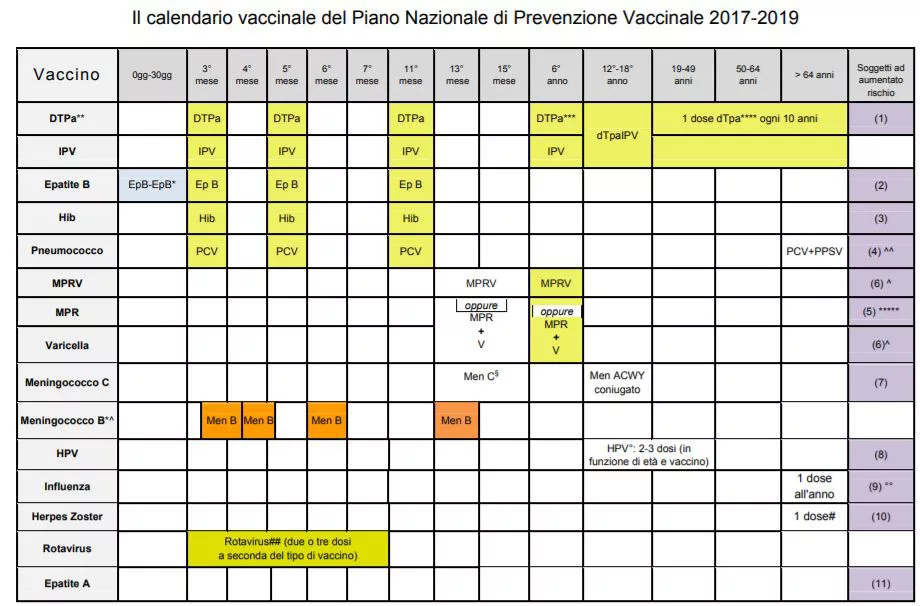 Il calendario vaccinale del Piano Nazionale di Prevenzione Vaccinale 2017-2019
Vaccino 0gg-30gg 3° mese 4° mese 5° mese 6° mese 7° mese 11° mese 13° mese 15° mese 6° anno 12°-18° anno 19-49 anni 50-64 anni > 64 anni Soggetti ad aumentato rischio
DTPa** DTPa DTPa DTPa DTPa*** dTpaIPV 1 dose dTpa**** ogni 10 anni (1)
IPV IPV IPV IPV IPV
Epatite B EpB-EpB* Ep B Ep B Ep B (2)
Hib Hib Hib Hib (3)
Pneumococco PCV PCV PCV PCV+PPSV (4) ^^
MPRV MPRV MPRV (6) ^
MPR oppure MPR oppure MPR (5) *****
+ +
Varicella V V (6)^
Meningococco C Men C§ Men ACWY coniugato (7)
Meningococco B*^ Men B Men B Men B Men B
HPV HPV°: 2-3 dosi (in funzione di età e vaccino) (8)
Influenza 1 dose all'anno (9) °°
Herpes Zoster 1 dose# (10)
Rotavirus Rotavirus## (due o tre dosi a seconda del tipo di vaccino)
Epatite A (11)